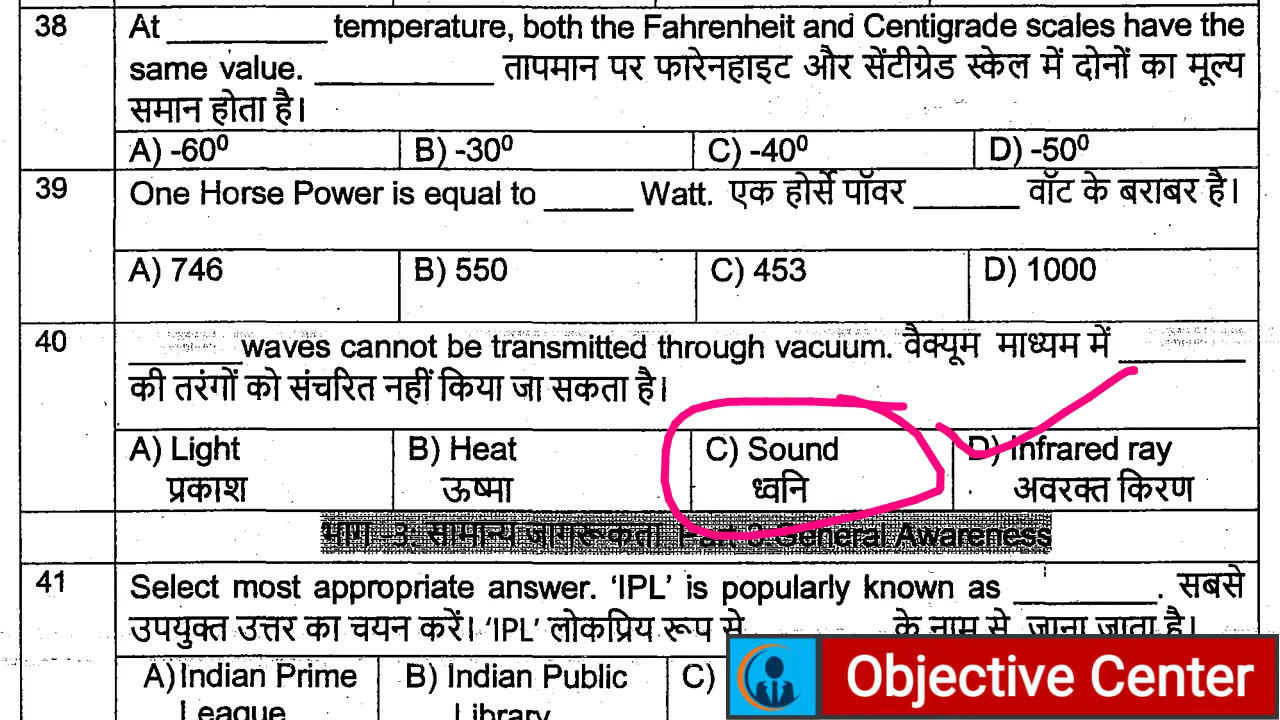 38 At __________ temperature, both the Fahrenheit and Centigrade scales have the
same value. ___________ तापमान पर फारेनहाइट और सेंटीग्रेड स्केल में दोनों का मूल्य
समान होता है।
A) -60⁰ B) -30⁰ C) -40⁰ D) -50⁰
39 One Horse Power is equal to _____ Watt. एक होर्से पॉवर ______ वॉट के बराबर है।
A) 746 B) 550 C) 453 D) 1000
40 ______waves cannot be transmitted through vacuum. वैक्यूम माध्यम में _______
की तरंगों को संचरित नहीं किया जा सकता है।
A) Light B) Heat C) Sound D) Infrared ray
प्रकाश ऊष्मा ध्वनि अवरक्त किरण
भाग -3: सामान्य जागरूकता Part 3 General Awareness
41 Select most appropriate answer. ‘IPL’ is popularly known as ________. सबसे
उपयुक्त उत्तर का चयन करें। ‘IPL’ लोकप्रिय रूप से ________ के नाम से जाना जाता है।
A) Indian Prime B) Indian Public C)
League Library
Objective Center